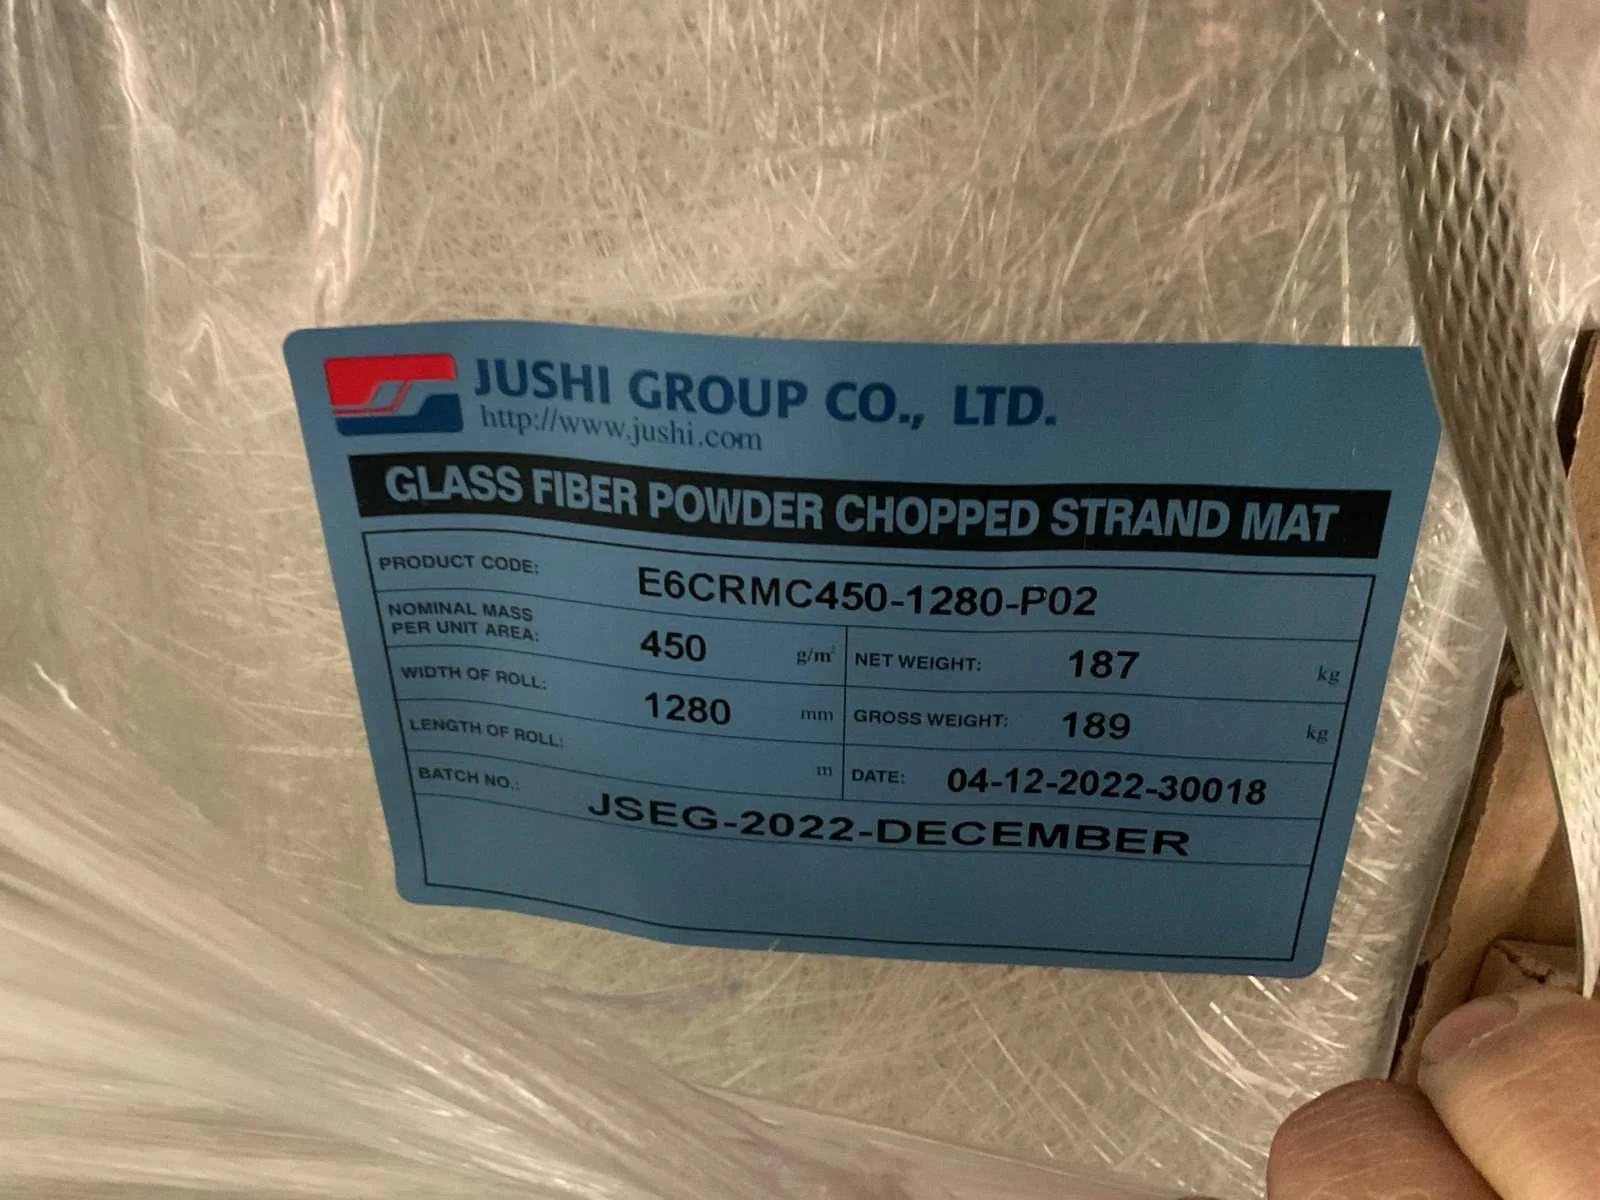 JUSHI GROUP CO., LTD.
http://www.jushi.com
GLASS FIBER POWDER CHOPPED STRAND MAT
PRODUCT CODE: E6CRMC450-1280-P02
NOMINAL MASS
PER UNIT AREA: 450 g/m² NET WEIGHT: 187 kg
WIDTH OF ROLL: 1280 mm GROSS WEIGHT: 189 kg
LENGTH OF ROLL: m DATE: 04-12-2022-30018
BATCH NO.: JSEG-2022-DECEMBER